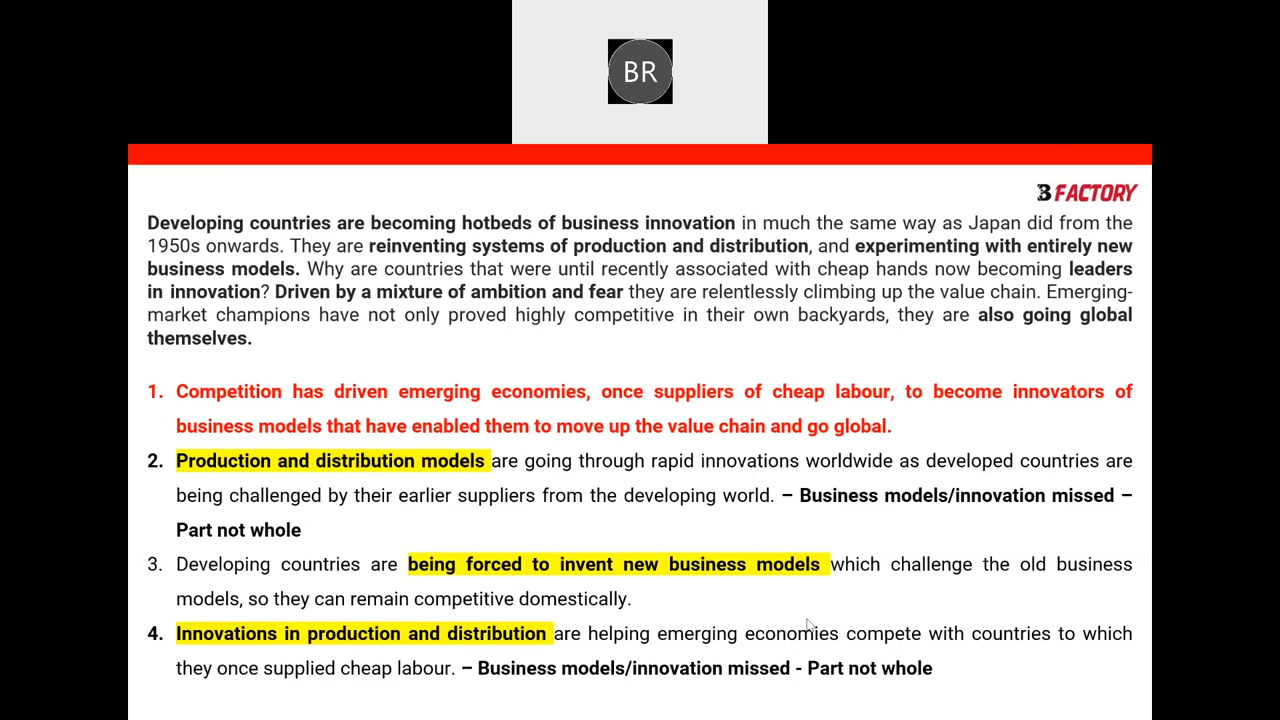 BR
3 FACTORY
Developing countries are becoming hotbeds of business innovation in much the same way as Japan did from the
1950s onwards. They are reinventing systems of production and distribution, and experimenting with entirely new
business models. Why are countries that were until recently associated with cheap hands now becoming leaders
in innovation? Driven by a mixture of ambition and fear they are relentlessly climbing up the value chain. Emerging-
market champions have not only proved highly competitive in their own backyards, they are also going global
themselves.
1. Competition has driven emerging economies, once suppliers of cheap labour, to become innovators of
business models that have enabled them to move up the value chain and go global.
2. Production and distribution models are going through rapid innovations worldwide as developed countries are
being challenged by their earlier suppliers from the developing world. – Business models/innovation missed –
Part not whole
3. Developing countries are being forced to invent new business models which challenge the old business
models, so they can remain competitive domestically.
4. Innovations in production and distribution are helping emerging economies compete with countries to which
they once supplied cheap labour. – Business models/innovation missed - Part not whole